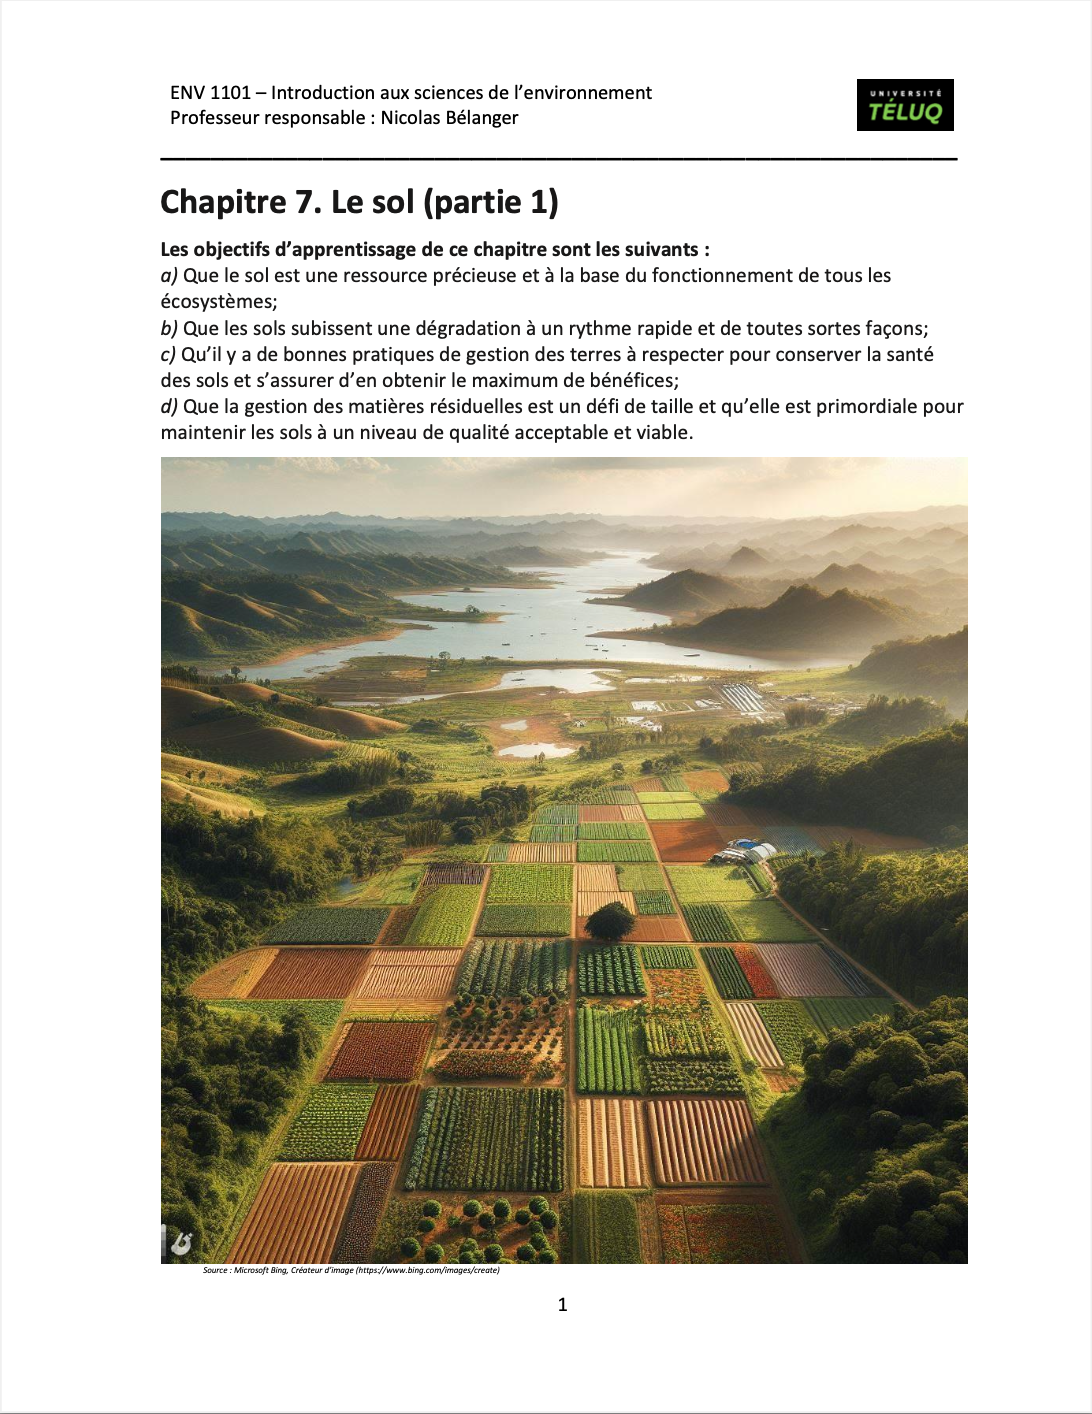 ENV 1101 – Introduction aux sciences de l’environnement
Professeur responsable : Nicolas Bélanger
UNIVERSITÉ
TÉLUQ
Chapitre 7. Le sol (partie 1)
Les objectifs d’apprentissage de ce chapitre sont les suivants :
a) Que le sol est une ressource précieuse et à la base du fonctionnement de tous les
écosystèmes;
b) Que les sols subissent une dégradation à un rythme rapide et de toutes sortes façons;
c) Qu’il y a de bonnes pratiques de gestion des terres à respecter pour conserver la santé
des sols et s’assurer d’en obtenir le maximum de bénéfices;
d) Que la gestion des matières résiduelles est un défi de taille et qu’elle est primordiale pour
maintenir les sols à un niveau de qualité acceptable et viable.
Source : Microsoft Bing, Créateur d’image (https://www.bing.com/images/create)
1